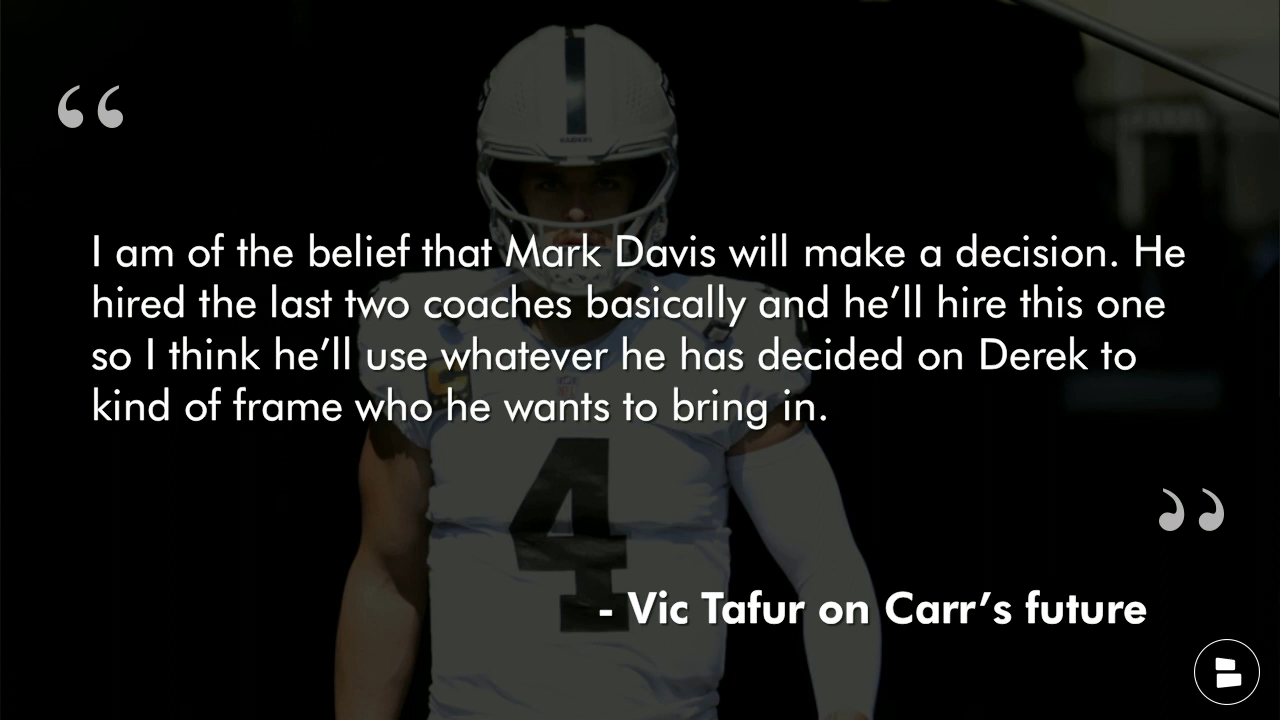 “
I am of the belief that Mark Davis will make a decision. He
hired the last two coaches basically and he’ll hire this one
so I think he’ll use whatever he has decided on Derek to
kind of frame who he wants to bring in.
”
- Vic Tafur on Carr’s future
RAIDERS
4